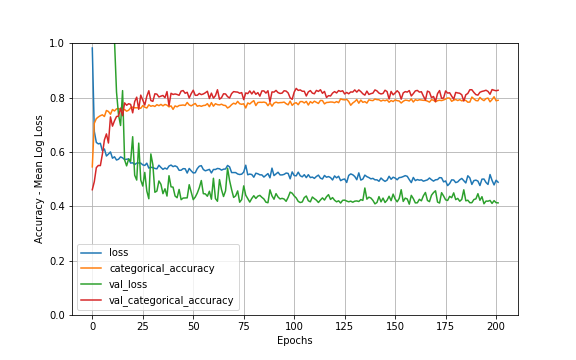 1.0
0.8
0.6
0.4
0.2
0.0
Accuracy - Mean Log Loss
loss
categorical_accuracy
val_loss
val_categorical_accuracy
0 25 50 75 100 125 150 175 200
Epochs